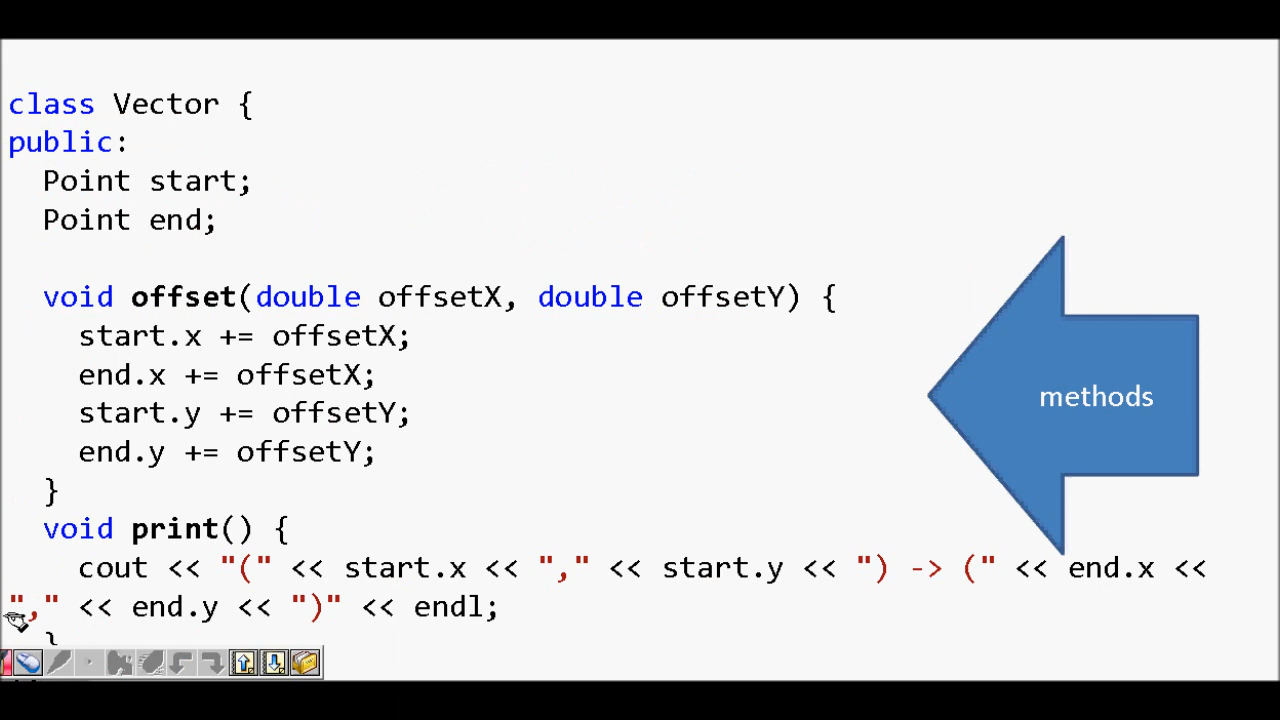 class Vector {
public:
  Point start;
  Point end;

  void offset(double offsetX, double offsetY) {
    start.x += offsetX;
    end.x += offsetX;
    start.y += offsetY;
    end.y += offsetY;
  }
  void print() {
    cout << "(" << start.x << "," << start.y << ") -> (" << end.x <<
"," << end.y << ")" << endl;
  }
methods